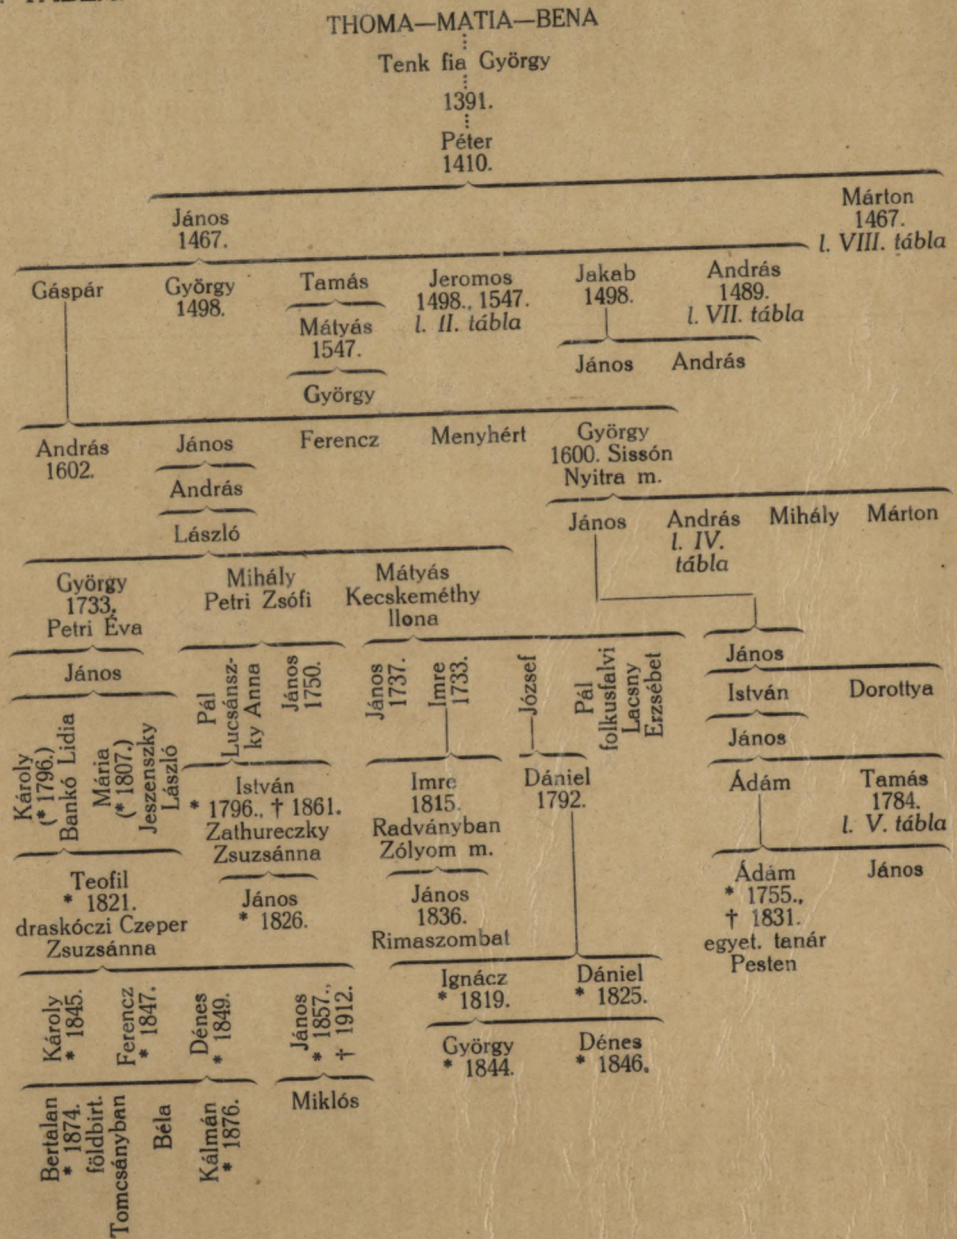 THOMA—MATIA—BENA
Tenk fia György
1391.
Péter
1410.
János
1467.
Márton
1467.
l. VIII. tábla
Gáspár
György
1498.
Tamás
Jeromos
1498., 1547.
l. II. tábla
Jakab
1498.
András
1489.
l. VII. tábla
Mátyás
1547.
János
András
György
András
1602.
János
Ferencz
Menyhért
György
1600. Sissón
Nyitra m.
András
László
János
András
l. IV.
tábla
Mihály
Márton
György
1733.
Petri Éva
Mihály
Petri Zsófi
Mátyás
Kecskeméthy
Ilona
János
János
István
Dorottya
János
Károly
(* 1796.)
Bankó Lidia
Mária
(* 1807.)
Jeszenszky
László
Pál
Lucsánsz-
ky Anna
János
1750.
János
1737.
Imre
1733.
József
Pál
folkusfalvi
Lacsny
Erzsébet
István
* 1796., † 1861.
Zathureczky
Zsuzsánna
Imre
1815.
Radványban
Zólyom m.
Dániel
1792.
Ádám
Tamás
1784.
l. V. tábla
Teofil
* 1821.
draskóczi Czeper
Zsuzsánna
János
* 1826.
János
1836.
Rimaszombat
Ádám
* 1755.,
† 1831.
egyet. tanár
Pesten
János
Ignácz
* 1819.
Dániel
* 1825.
Károly
* 1845.
Ferencz
* 1847.
Dénes
* 1849.
János
* 1857.,
† 1912.
György
* 1844.
Dénes
* 1846.
Bertalan
* 1874.
földbirt.
Tomcsányban
Béla
Kálmán
* 1876.
Miklós